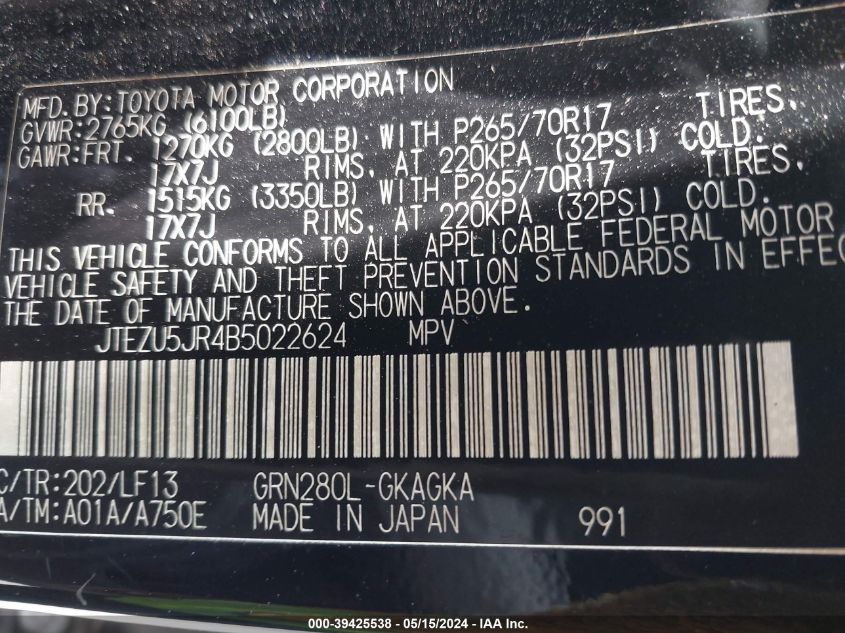 MFD. BY: TOYOTA MOTOR CORPORATION
GVWR: 2765KG (6100LB)
GAWR: FRT. 1270KG (2800LB) WITH P265/70R17 TIRES,
17X7J RIMS, AT 220KPA (32PSI) COLD.
RR. 1515KG (3350LB) WITH P265/70R17 TIRES,
17X7J RIMS, AT 220KPA (32PSI) COLD.
THIS VEHICLE CONFORMS TO ALL APPLICABLE FEDERAL MOTOR
VEHICLE SAFETY AND THEFT PREVENTION STANDARDS IN EFFEC
THE DATE OF MANUFACTURE SHOWN ABOVE.
JTEZU5JR4B5022624 MPV
C/TR: 202/LF13 GRN280L-GKAGKA
A/TM: A01A/A750E MADE IN JAPAN 991
000-39425538 - 05/15/2024 - IAA Inc.